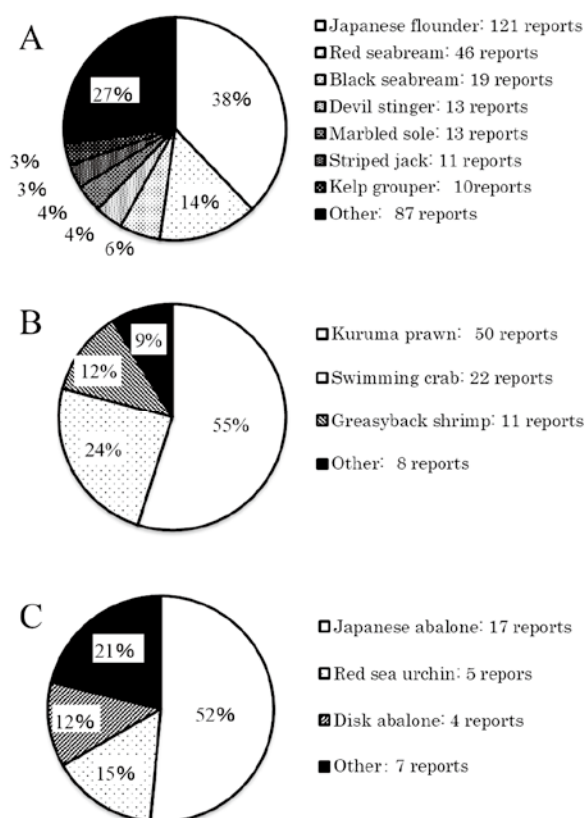 A
38%
14%
6%
4%
4%
3%
3%
27%
Japanese flounder: 121 reports
Red seabream: 46 reports
Black seabream: 19 reports
Devil stinger: 13 reports
Marbled sole: 13 reports
Striped jack: 11 reports
Kelp grouper: 10reports
Other: 87 reports
B
55%
24%
12%
9%
Kuruma prawn: 50 reports
Swimming crab: 22 reports
Greasyback shrimp: 11 reports
Other: 8 reports
C
52%
15%
12%
21%
Japanese abalone: 17 reports
Red sea urchin: 5 repors
Disk abalone: 4 reports
Other: 7 reports